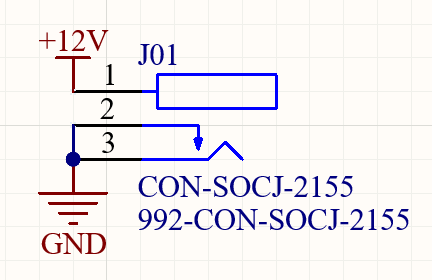 +12V
J01
1
2
3
CON-SOCJ-2155
992-CON-SOCJ-2155
GND